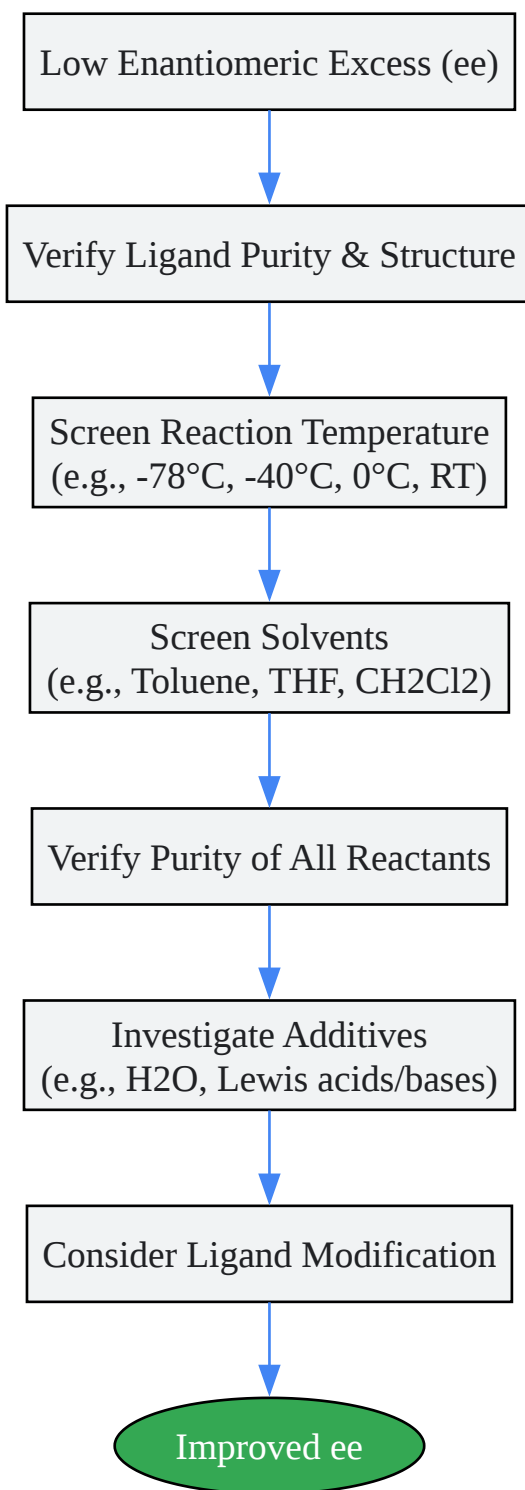 Low Enantiomeric Excess (ee)
Verify Ligand Purity & Structure
Screen Reaction Temperature
(e.g., -78°C, -40°C, 0°C, RT)
Screen Solvents
(e.g., Toluene, THF, CH2Cl2)
Verify Purity of All Reactants
Investigate Additives
(e.g., H2O, Lewis acids/bases)
Consider Ligand Modification
Improved ee